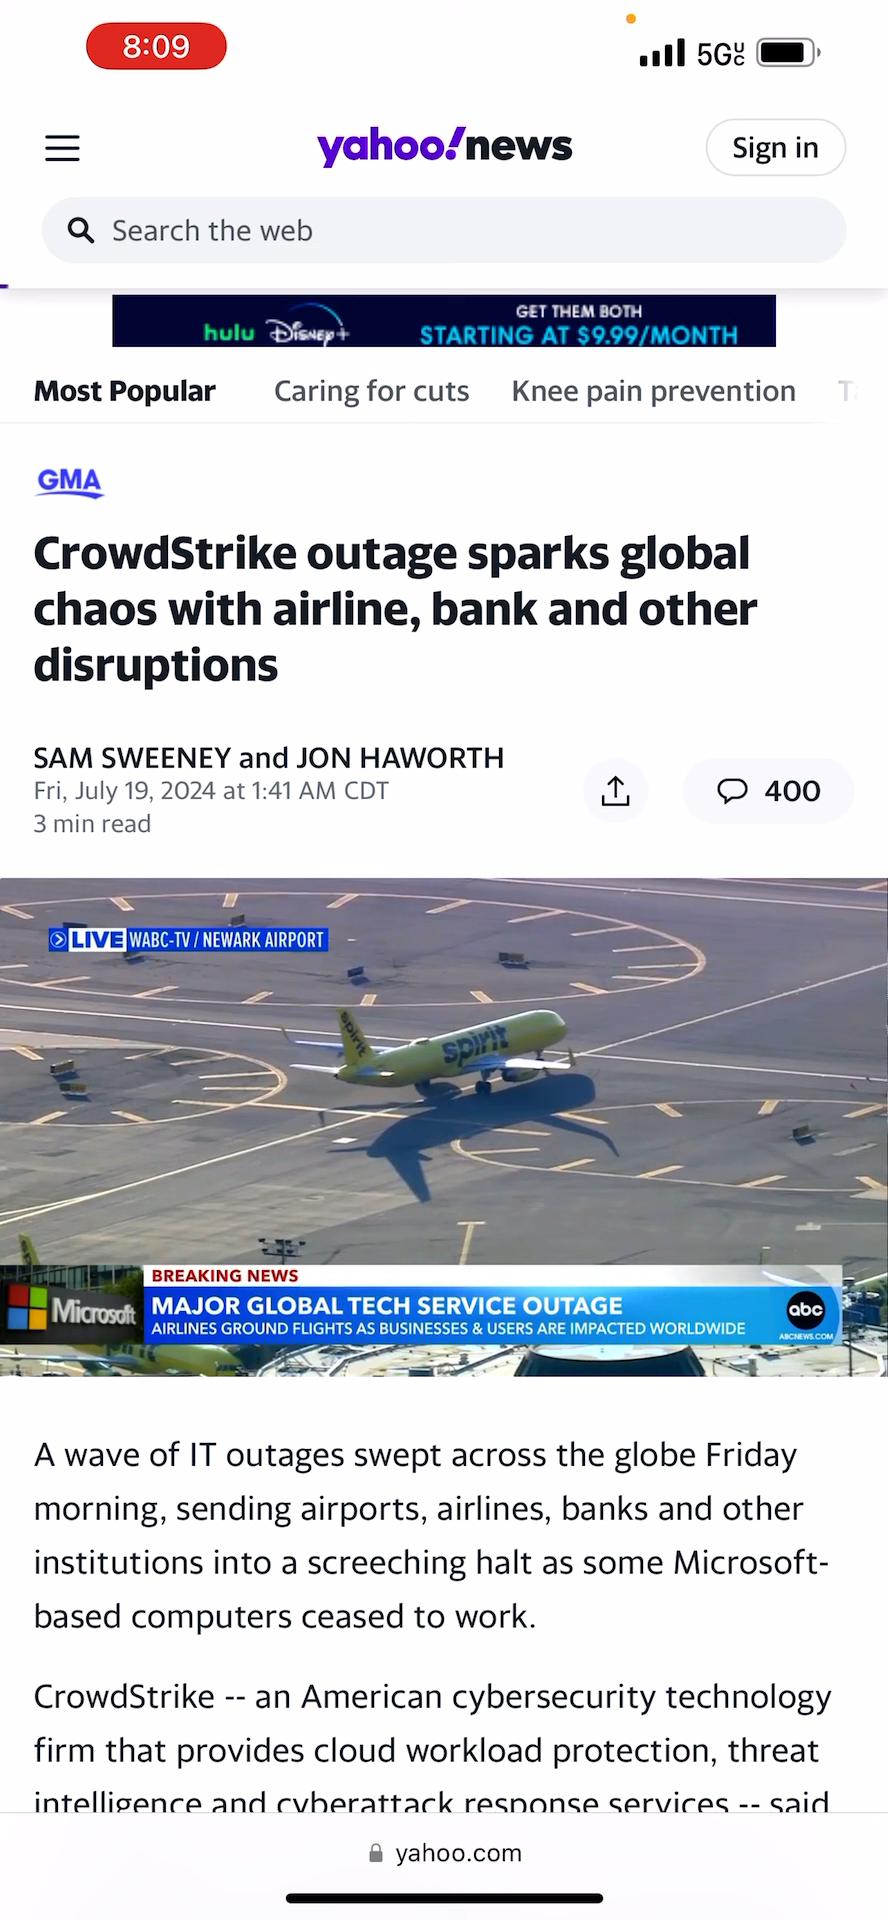 8:09
5GUC
yahoo!news
Sign in
Search the web
hulu Disney+
GET THEM BOTH
STARTING AT $9.99/MONTH
Most Popular Caring for cuts Knee pain prevention
GMA
CrowdStrike outage sparks global
chaos with airline, bank and other
disruptions
SAM SWEENEY and JON HAWORTH
Fri, July 19, 2024 at 1:41 AM CDT
3 min read
400
LIVE WABC-TV / NEWARK AIRPORT
spirit
spirit
BREAKING NEWS
Microsoft
MAJOR GLOBAL TECH SERVICE OUTAGE
AIRLINES GROUND FLIGHTS AS BUSINESSES & USERS ARE IMPACTED WORLDWIDE
abc
ABCNEWS.COM
A wave of IT outages swept across the globe Friday
morning, sending airports, airlines, banks and other
institutions into a screeching halt as some Microsoft-
based computers ceased to work.
CrowdStrike -- an American cybersecurity technology
firm that provides cloud workload protection, threat
intelligence and cyberattack response services -- said
yahoo.com